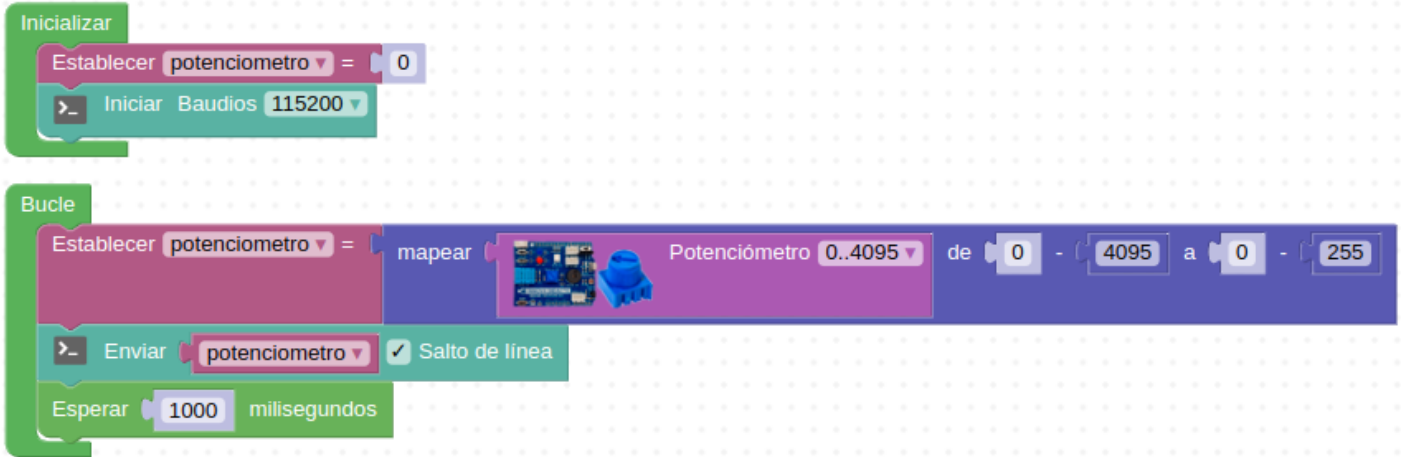 Inicializar
Establecer potenciometro ▾ = 0
>_ Iniciar Baudios 115200 ▾
Bucle
Establecer potenciometro ▾ = mapear Potenciómetro 0..4095 ▾ de 0 - 4095 a 0 - 255
>_ Enviar potenciometro ▾ ✓ Salto de línea
Esperar 1000 milisegundos